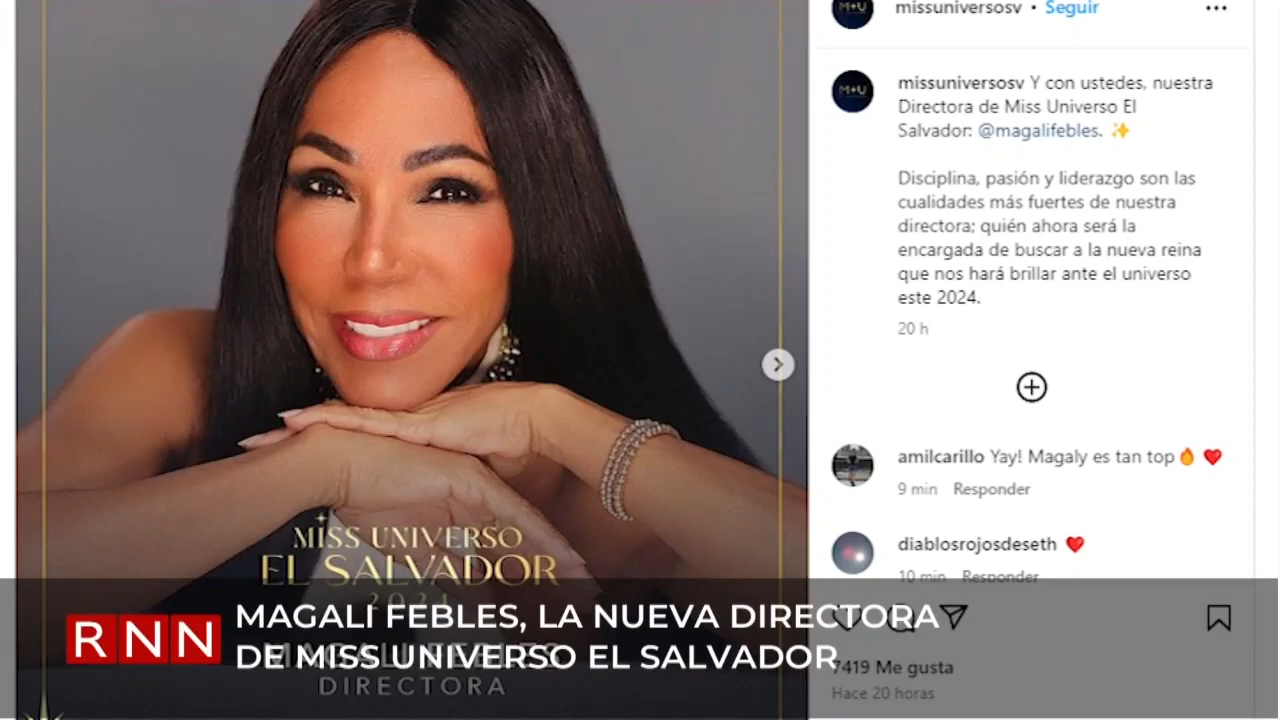 missuniversosv • Seguir
M+U
missuniversosv Y con ustedes, nuestra
Directora de Miss Universo El
Salvador: @magalifebles. ✨
Disciplina, pasión y liderazgo son las
cualidades más fuertes de nuestra
directora; quién ahora será la
encargada de buscar a la nueva reina
que nos hará brillar ante el universo
este 2024.
20 h
amilcarillo Yay! Magaly es tan top🔥 ❤️
9 min Responder
diablosrojosdeseth ❤️
10 min Responder
7419 Me gusta
Hace 20 horas
MISS UNIVERSO
EL SALVADOR
2024
MAGALI FEBLES
DIRECTORA
RNN
MAGALI FEBLES, LA NUEVA DIRECTORA
DE MISS UNIVERSO EL SALVADOR